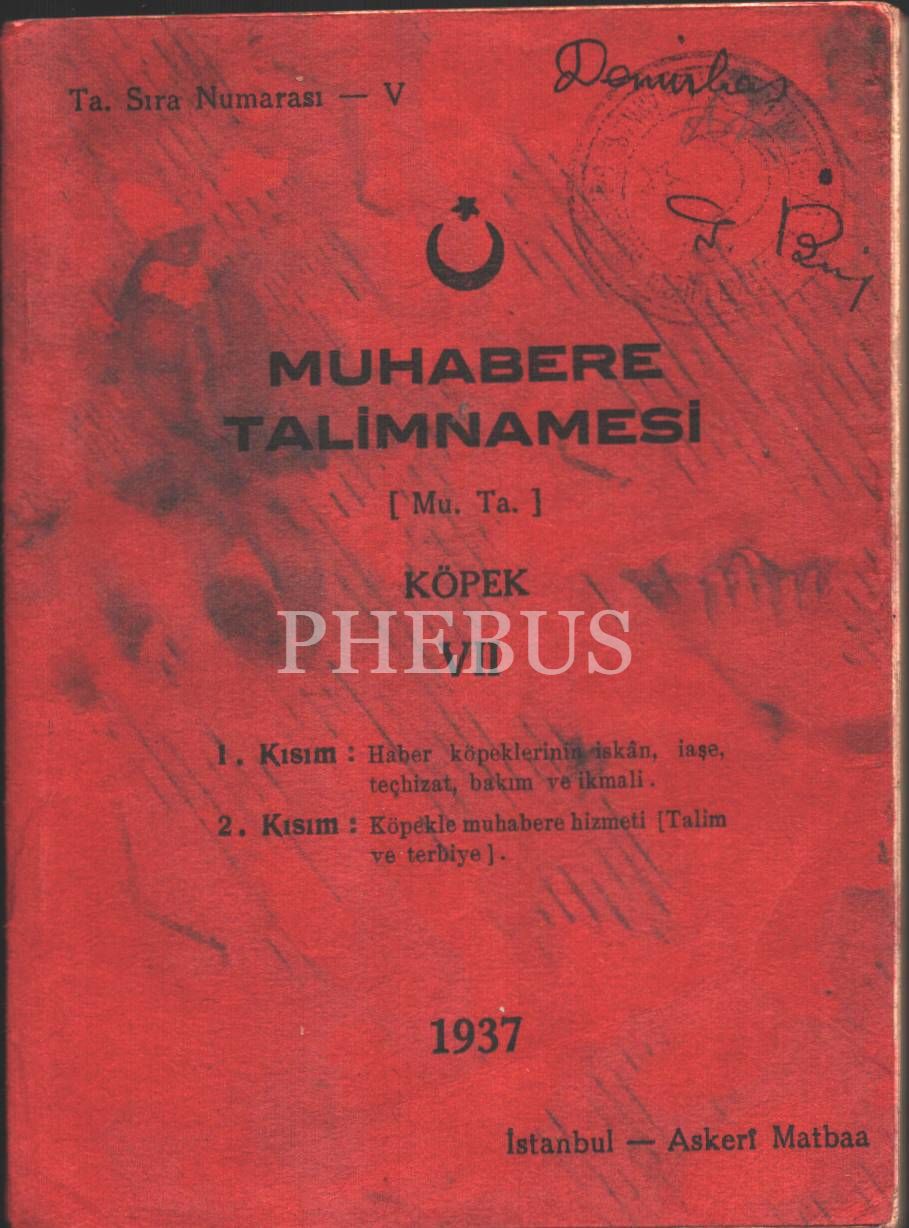 Ta. Sıra Numarası — V
Demirbaş
MUHABERE
TALİMNAMESİ
[ Mu. Ta. ]
KÖPEK
PHEBUS
VII
1. Kısım : Haber köpeklerinin iskân, iaşe,
teçhizat, bakım ve ikmali.
2. Kısım : Köpekle muhabere hizmeti [Talim
ve terbiye].
1937
İstanbul — Askerî Matbaa